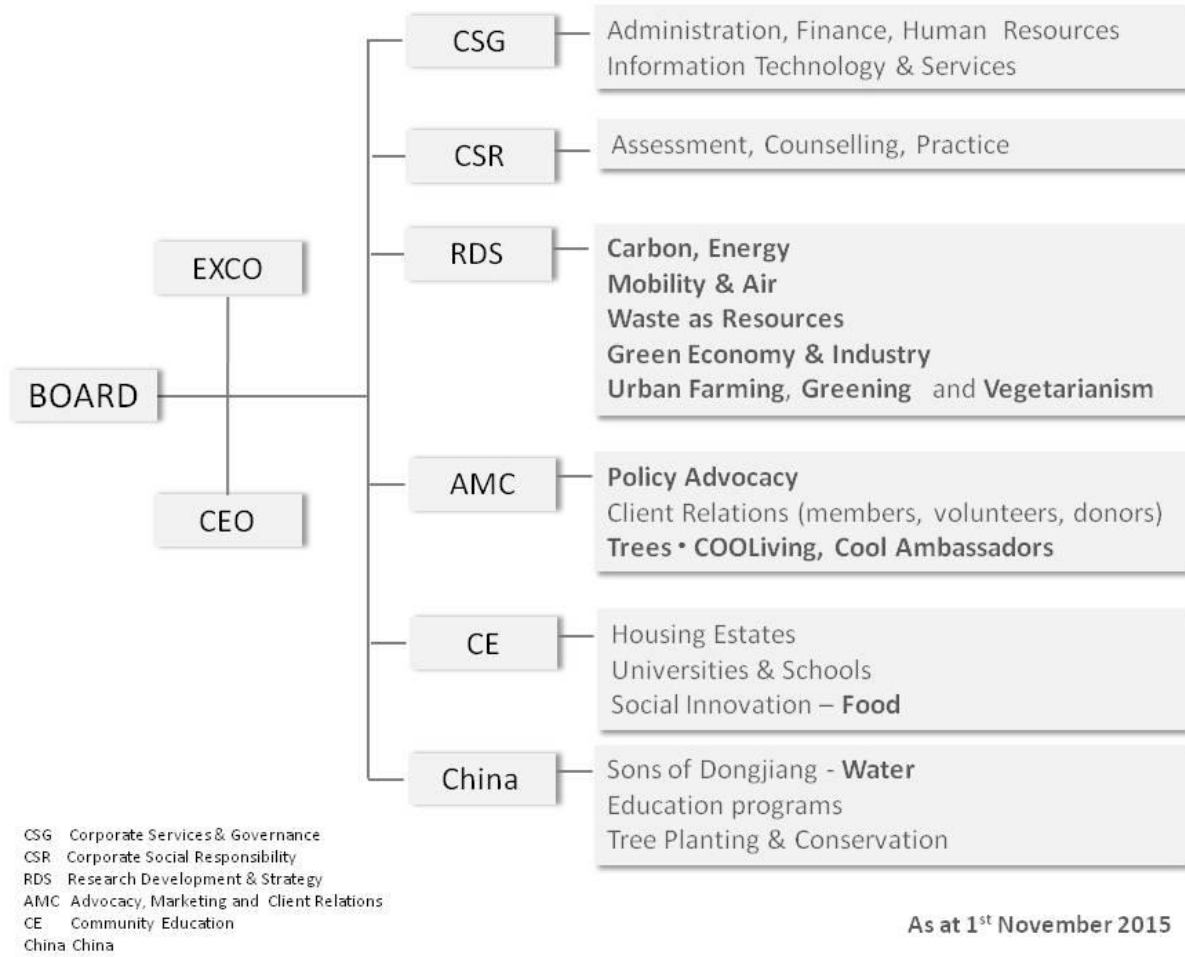 CSG
Administration, Finance, Human Resources
Information Technology & Services
CSR
Assessment, Counselling, Practice
EXCO
RDS
Carbon, Energy
Mobility & Air
Waste as Resources
Green Economy & Industry
Urban Farming, Greening and Vegetarianism
BOARD
CEO
AMC
Policy Advocacy
Client Relations (members, volunteers, donors)
Trees • COOLiving, Cool Ambassadors
CE
Housing Estates
Universities & Schools
Social Innovation – Food
China
Sons of Dongjiang - Water
Education programs
Tree Planting & Conservation
CSG Corporate Services & Governance
CSR Corporate Social Responsibility
RDS Research Development & Strategy
AMC Advocacy, Marketing and Client Relations
CE Community Education
China China
As at 1st November 2015